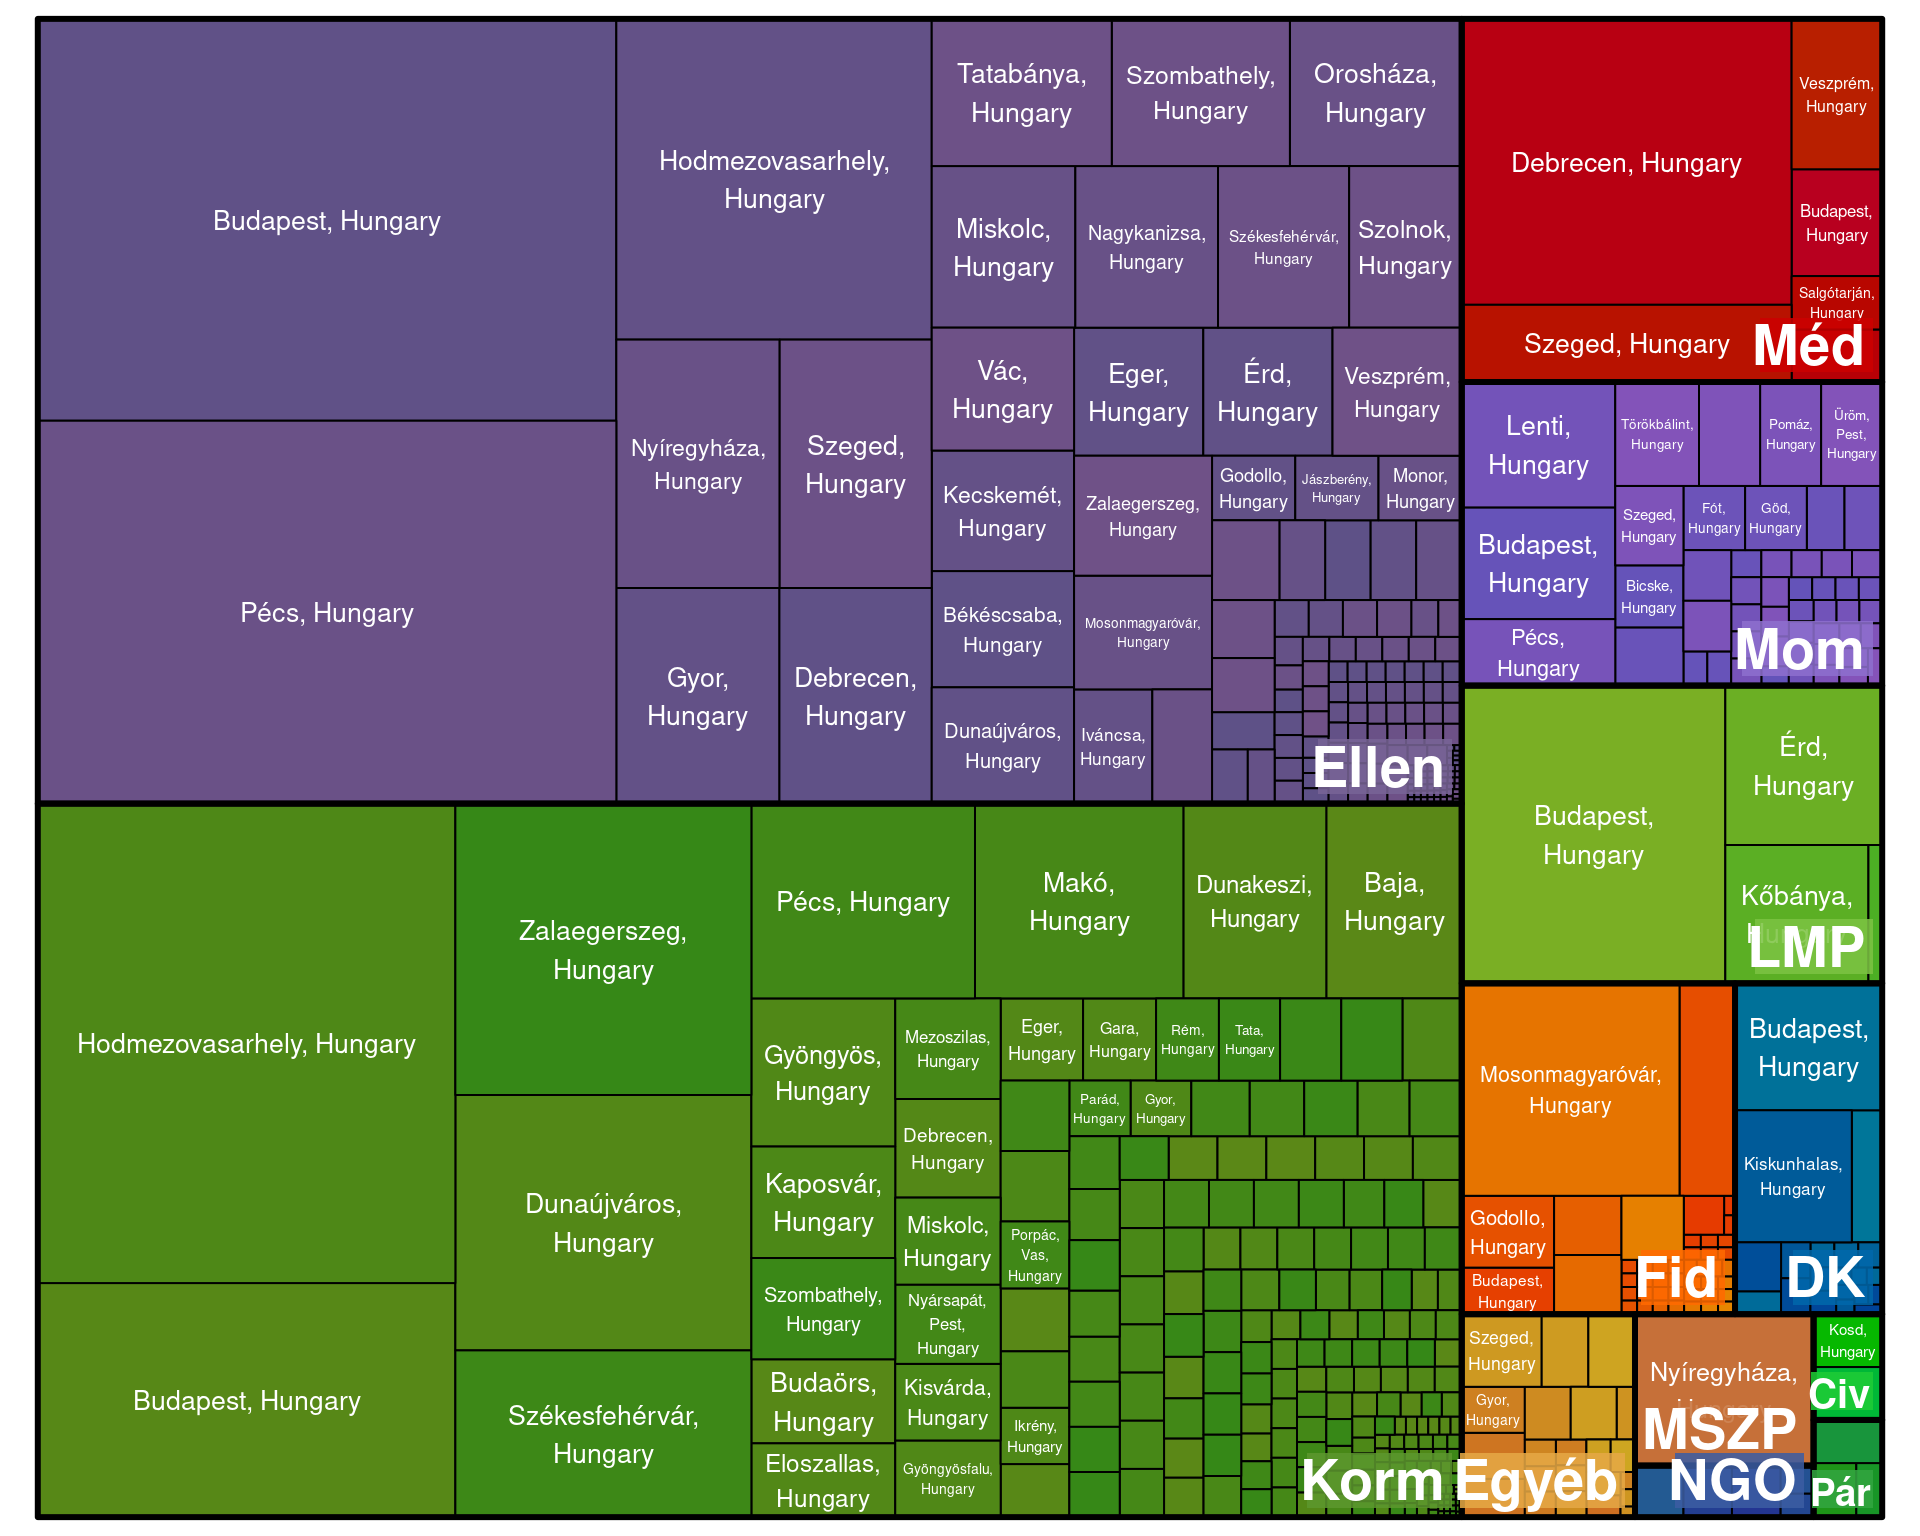 Budapest, Hungary
Pécs, Hungary
Hodmezovasarhely,
Hungary
Nyíregyháza,
Hungary
Szeged,
Hungary
Gyor,
Hungary
Debrecen,
Hungary
Tatabánya,
Hungary
Szombathely,
Hungary
Orosháza,
Hungary
Miskolc,
Hungary
Nagykanizsa,
Hungary
Székesfehérvár,
Hungary
Szolnok,
Hungary
Vác,
Hungary
Eger,
Hungary
Érd,
Hungary
Veszprém,
Hungary
Kecskemét,
Hungary
Zalaegerszeg,
Hungary
Godollo,
Hungary
Jászberény,
Hungary
Monor,
Hungary
Békéscsaba,
Hungary
Mosonmagyaróvár,
Hungary
Dunaújváros,
Hungary
Iváncsa,
Hungary
Ellen
Debrecen, Hungary
Veszprém,
Hungary
Budapest,
Hungary
Salgótarján,
Hungary
Szeged, Hungary
Méd
Lenti,
Hungary
Törökbálint,
Hungary
Pomáz,
Hungary
Üröm,
Pest,
Hungary
Budapest,
Hungary
Szeged,
Hungary
Fót,
Hungary
Göd,
Hungary
Bicske,
Hungary
Pécs,
Hungary
Mom
Budapest,
Hungary
Érd,
Hungary
Kőbánya,
Hungary
LMP
Hodmezovasarhely, Hungary
Budapest, Hungary
Zalaegerszeg,
Hungary
Dunaújváros,
Hungary
Székesfehérvár,
Hungary
Pécs, Hungary
Makó,
Hungary
Dunakeszi,
Hungary
Baja,
Hungary
Gyöngyös,
Hungary
Kaposvár,
Hungary
Szombathely,
Hungary
Budaörs,
Hungary
Eloszallas,
Hungary
Mezoszilas,
Hungary
Debrecen,
Hungary
Miskolc,
Hungary
Nyársapát,
Pest,
Hungary
Kisvárda,
Hungary
Gyöngyösfalu,
Hungary
Eger,
Hungary
Gara,
Hungary
Rém,
Hungary
Tata,
Hungary
Parád,
Hungary
Gyor,
Hungary
Porpác,
Vas,
Hungary
Ikrény,
Hungary
Korm
Mosonmagyaróvár,
Hungary
Godollo,
Hungary
Budapest,
Hungary
Fid
Budapest,
Hungary
Kiskunhalas,
Hungary
DK
Szeged,
Hungary
Gyor,
Hungary
Egyéb
Nyíregyháza,
Hungary
MSZP
NGO
Kosd,
Hungary
Civ
Pár